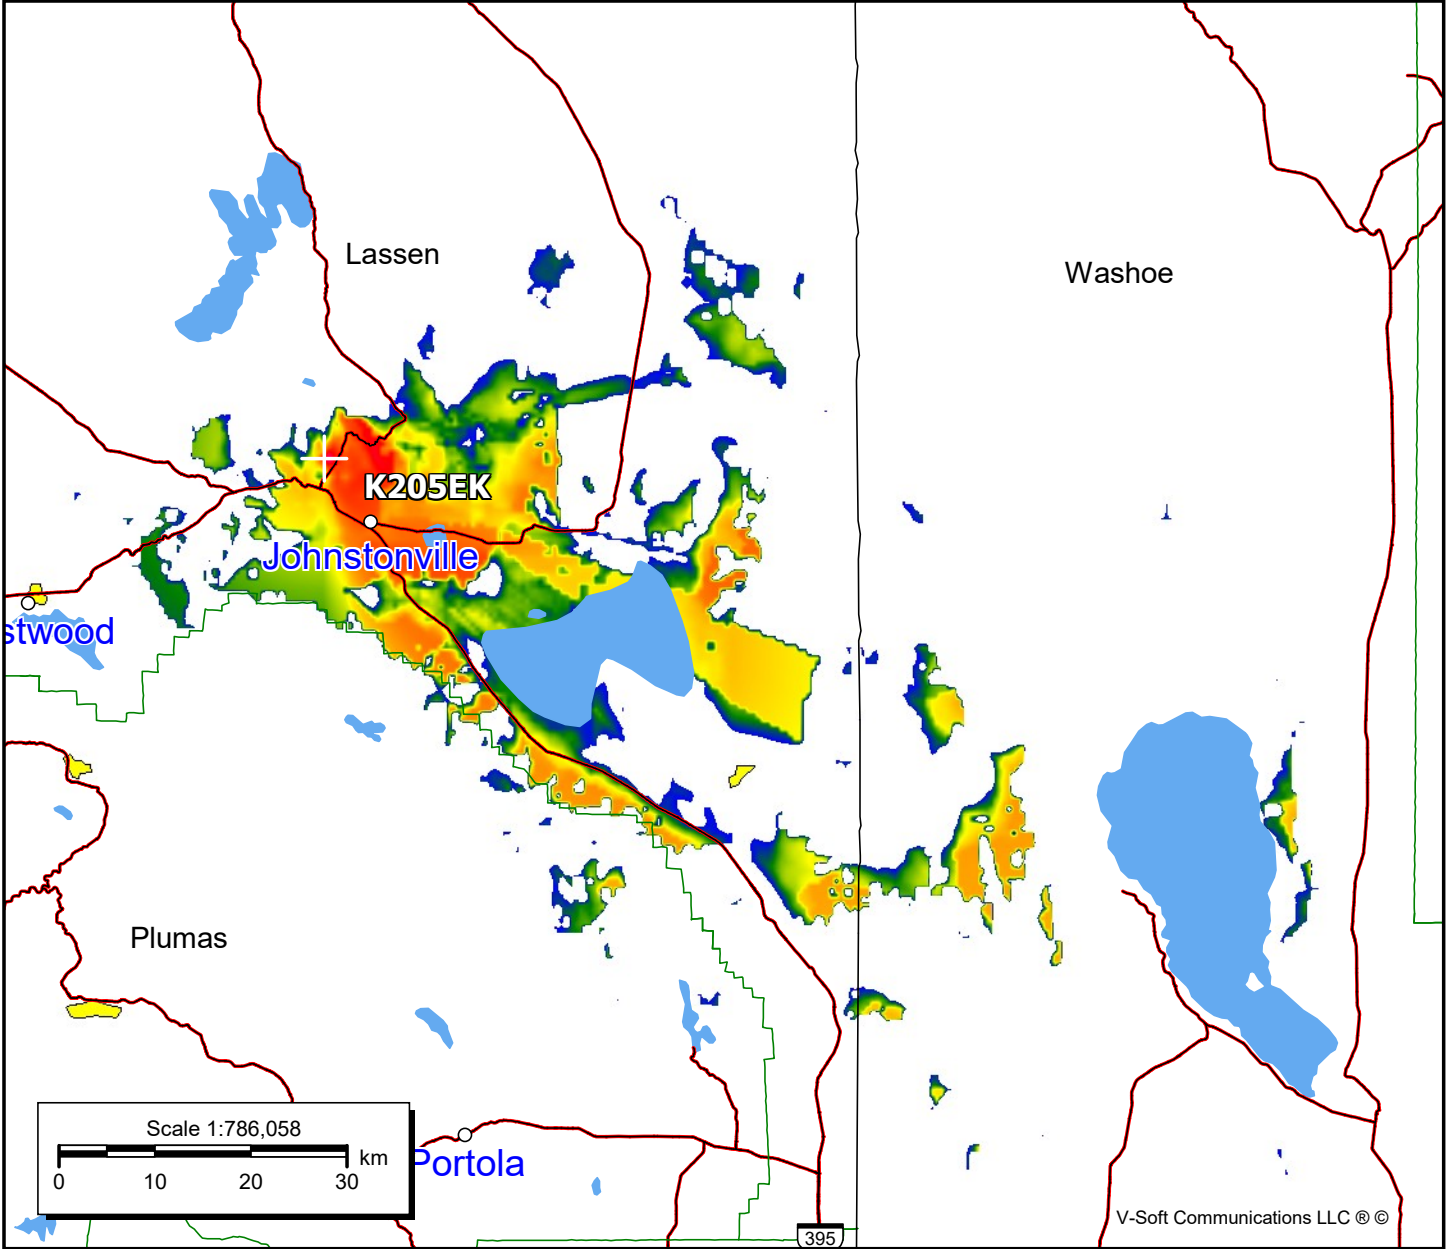 Lassen
Washoe
K205EK
Johnstonville
stwood
Plumas
Scale 1:786,058
km
0 10 20 30
Portola
V-Soft Communications LLC ® ©
395